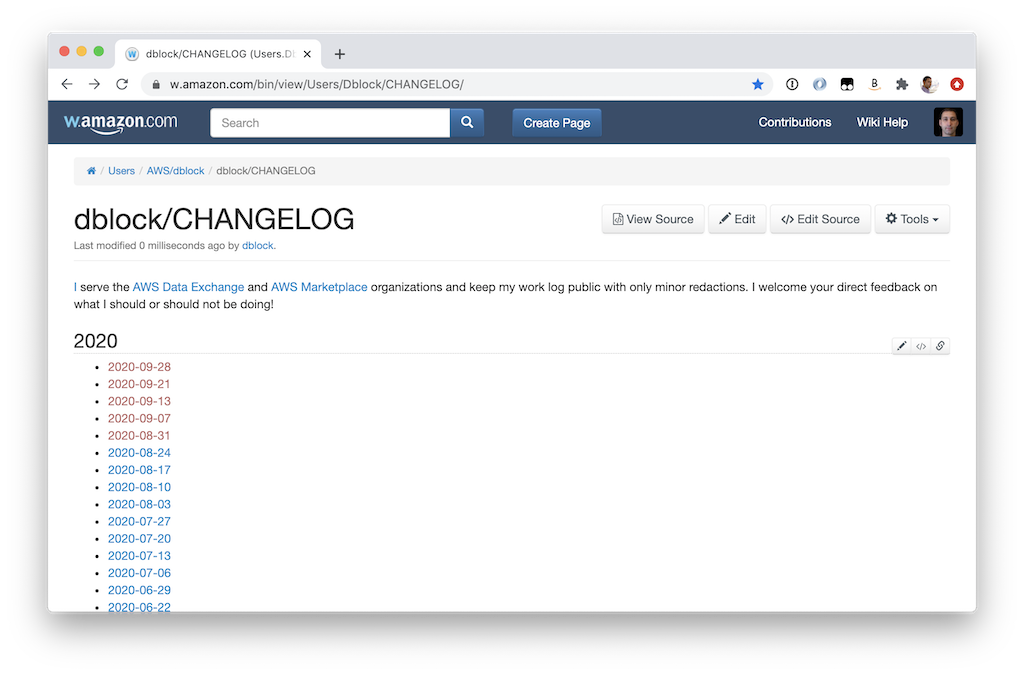 dblock/CHANGELOG (Users.D
w.amazon.com/bin/view/Users/Dblock/CHANGELOG/
w.amazon.com
Search
Create Page
Contributions
Wiki Help
/ Users / AWS/dblock / dblock/CHANGELOG
dblock/CHANGELOG
View Source
Edit
</> Edit Source
Tools
Last modified 0 milliseconds ago by dblock.
I serve the AWS Data Exchange and AWS Marketplace organizations and keep my work log public with only minor redactions. I welcome your direct feedback on
what I should or should not be doing!
2020
• 2020-09-28
• 2020-09-21
• 2020-09-13
• 2020-09-07
• 2020-08-31
• 2020-08-24
• 2020-08-17
• 2020-08-10
• 2020-08-03
• 2020-07-27
• 2020-07-20
• 2020-07-13
• 2020-07-06
• 2020-06-29
• 2020-06-22